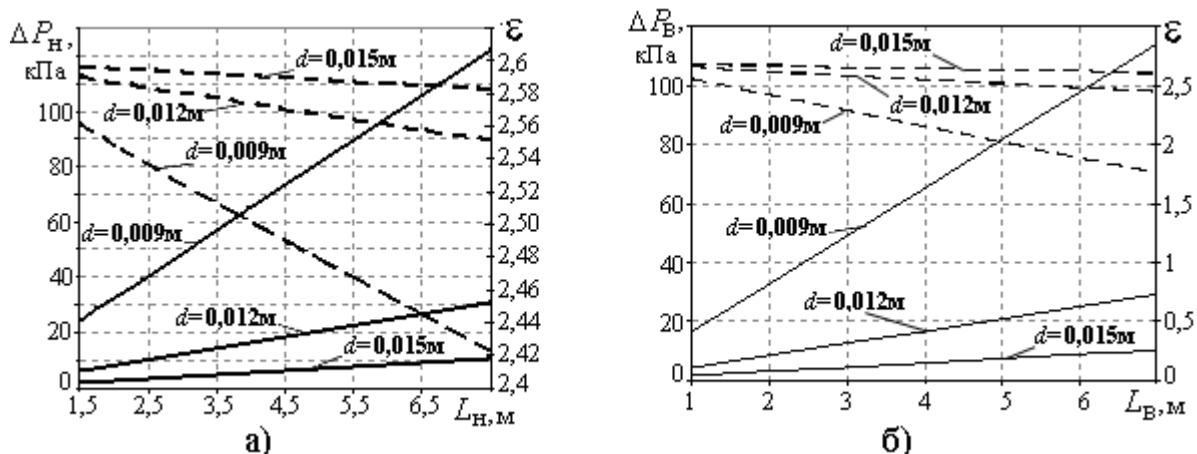 Δ Pн,
кПа
ε
100
80
60
40
20
0
2,6
2,58
2,56
2,54
2,52
2,50
2,48
2,46
2,44
2,42
2,4
d=0,015м
d=0,012м
d=0,009м
d=0,009м
d=0,012м
d=0,015м
1,5 2,5 3,5 4,5 5,5 6,5 Lн, м
а)
Δ Pв,
кПа
ε
100
80
60
40
20
0
2,5
2
1,5
1
0,5
0
d=0,015м
d=0,012м
d=0,009м
d=0,009м
d=0,012м
d=0,015м
1 2 3 4 5 6 Lв, м
б)